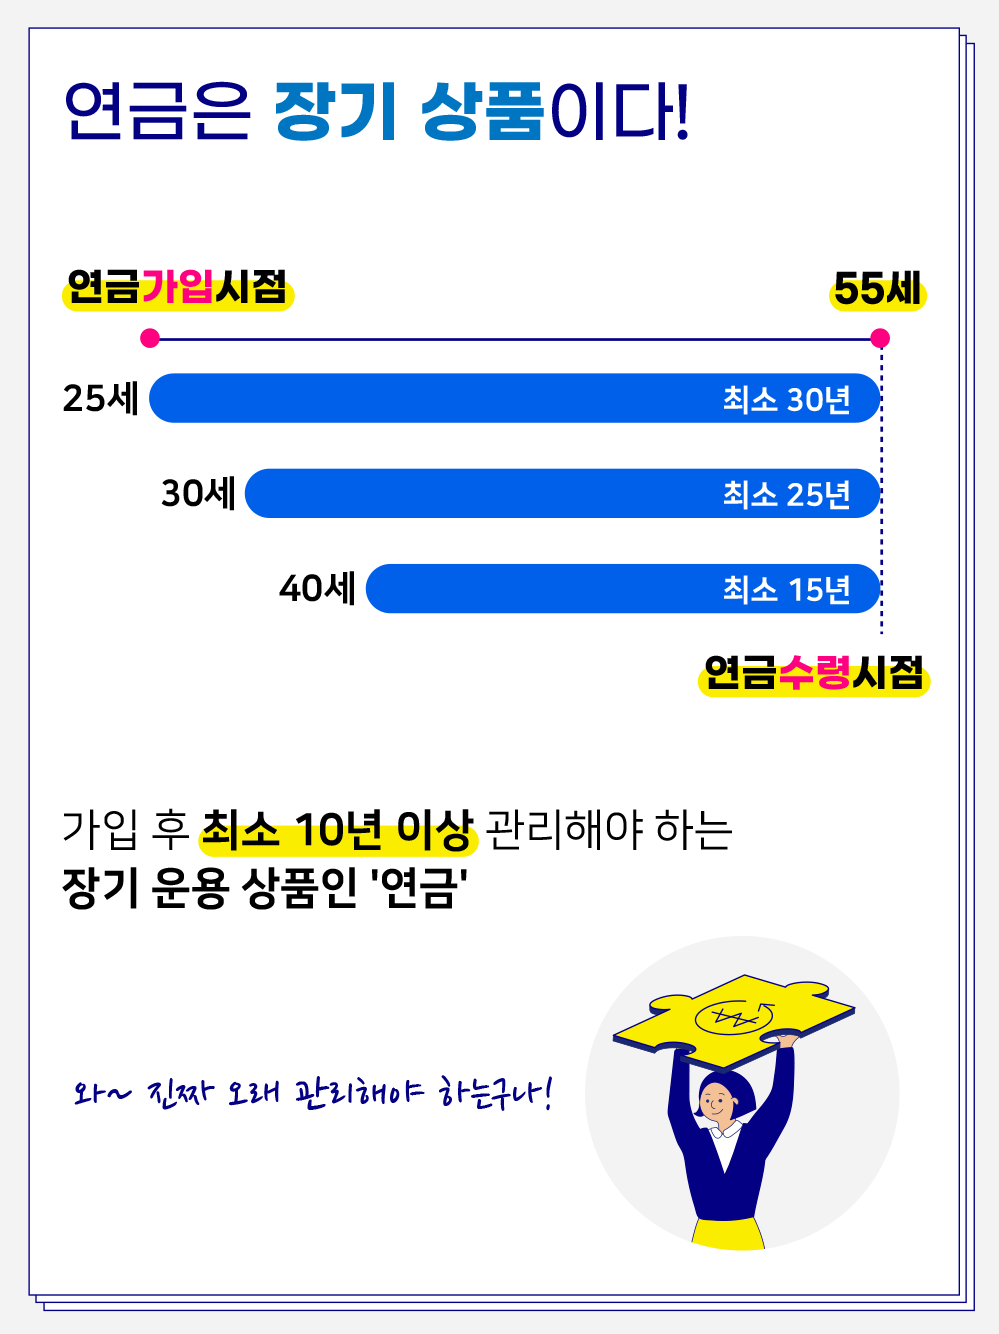 연금은 장기 상품이다!
연금가입시점
55세
25세
최소 30년
30세
최소 25년
40세
최소 15년
연금수령시점
가입 후 최소 10년 이상 관리해야 하는
장기 운용 상품인 '연금'
와~ 진짜 오래 관리해야 하는구나!